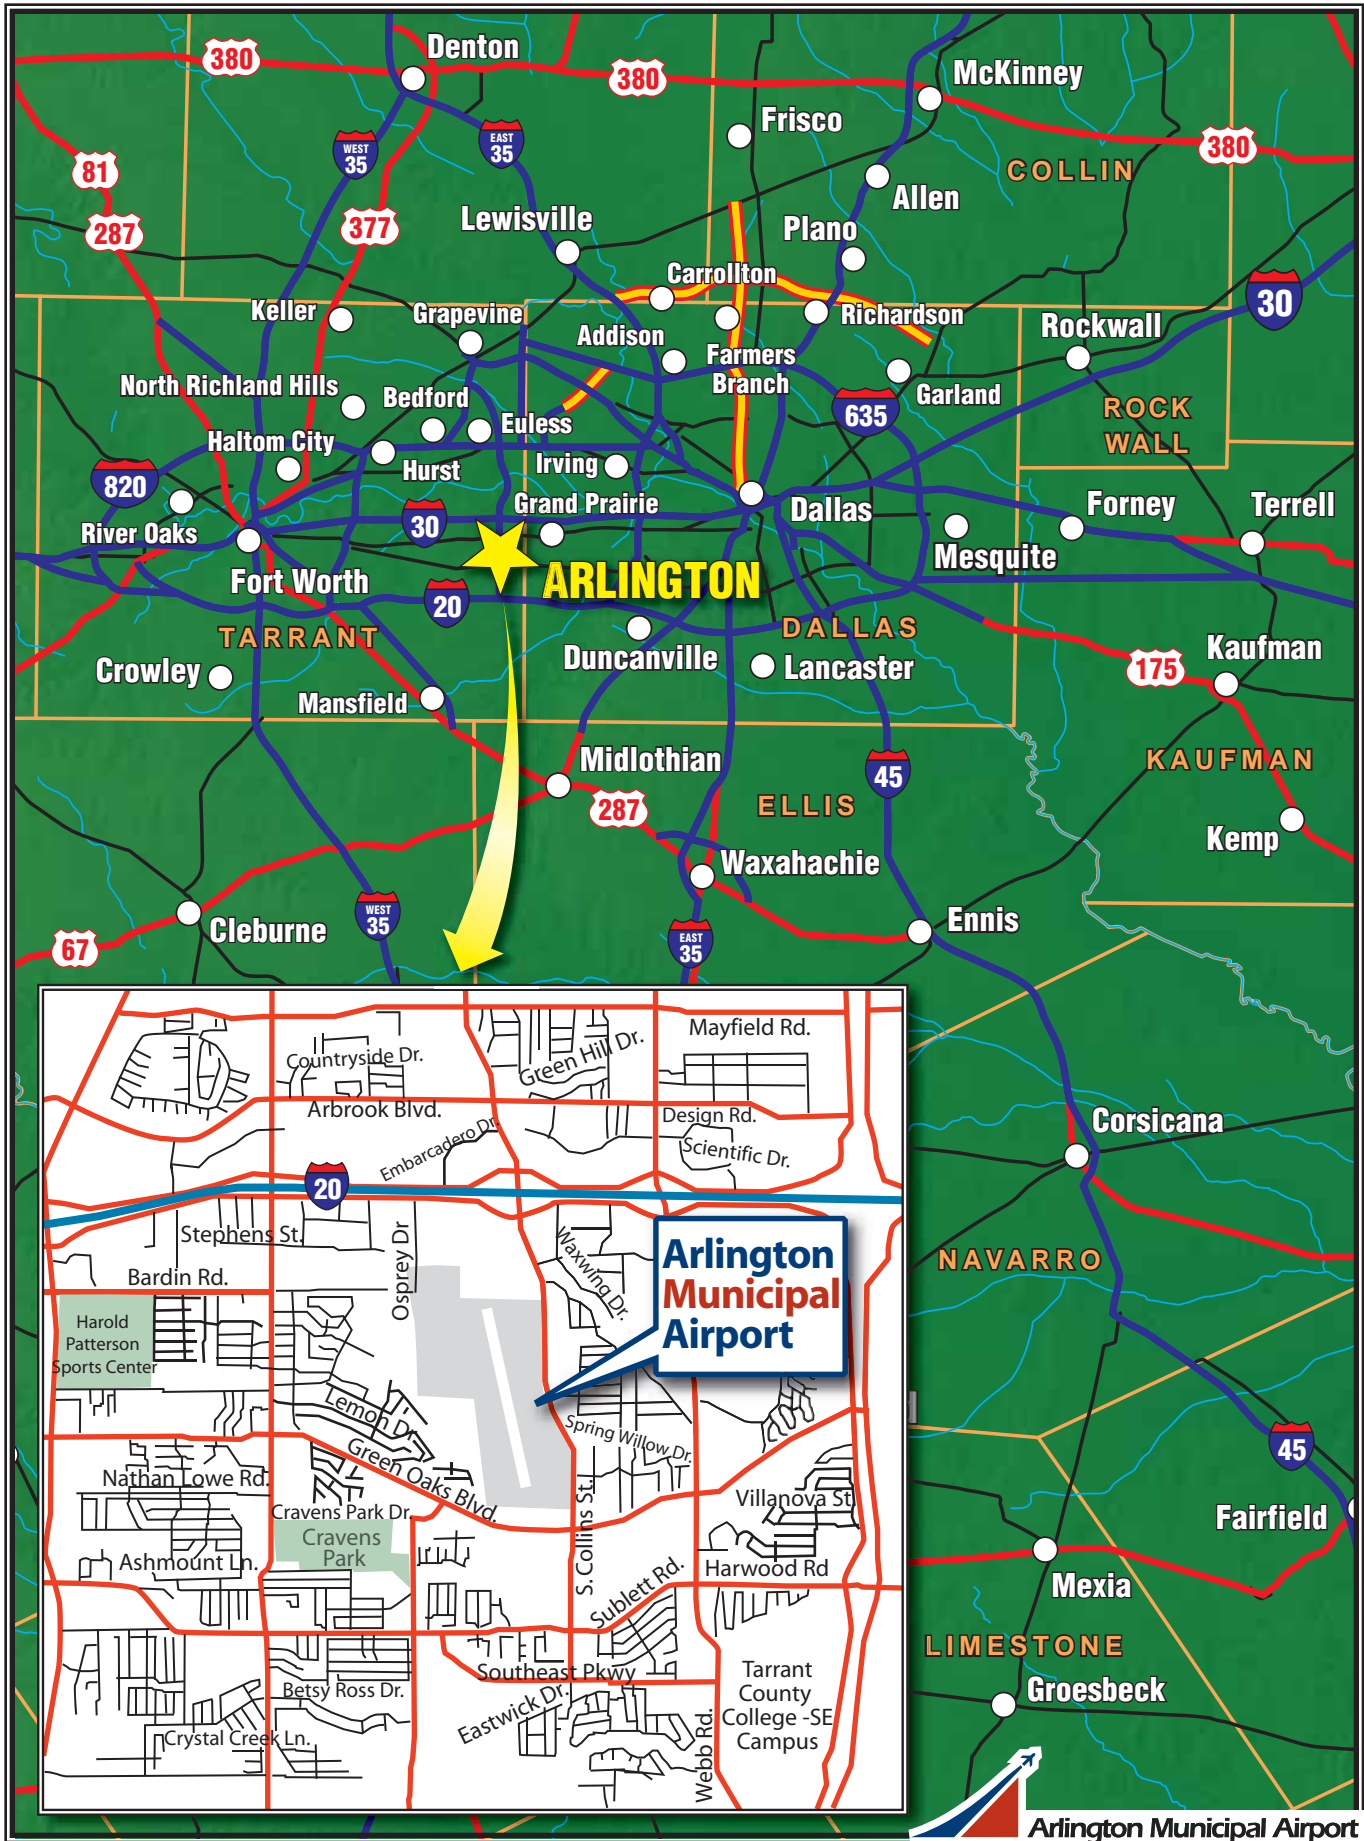 Denton
380
380
McKinney
Frisco
EAST
35
WEST
35
380
COLLIN
81
Allen
287
377
Lewisville
Plano
Carrollton
30
Keller
Grapevine
Richardson
Addison
Rockwall
Farmers
Branch
North Richland Hills
Bedford
Garland
ROCK
WALL
635
Euless
Haltom City
Hurst
Irving
820
Grand Prairie
Forney
Terrell
River Oaks
30
Dallas
Mesquite
Fort Worth
ARLINGTON
20
TARRANT
DALLAS
Kaufman
Duncanville
Lancaster
175
Crowley
Mansfield
Midlothian
KAUFMAN
45
287
ELLIS
Kemp
Waxahachie
Cleburne
WEST
35
Ennis
EAST
35
67
Mayfield Rd.
Countryside Dr.
Green Hill Dr.
Arbrook Blvd.
Design Rd.
Embarcadero Dr.
Scientific Dr.
Corsicana
20
Stephens St.
Osprey Dr
Waxwing Dr.
Arlington
Municipal
Airport
NAVARRO
Bardin Rd.
Harold
Patterson
Sports Center
Lemon Dr.
Spring Willow Dr.
45
Green Oaks Blvd.
Nathan Lowe Rd.
Villanova St.
Cravens Park Dr.
Fairfield
Cravens
Park
S. Collins St.
Ashmount Ln.
Harwood Rd
Sublett Rd.
Mexia
LIMESTONE
Southeast Pkwy
Tarrant
County
College -SE
Campus
Betsy Ross Dr.
Groesbeck
Eastwick Dr.
Crystal Creek Ln.
Webb Rd.
Arlington Municipal Airport